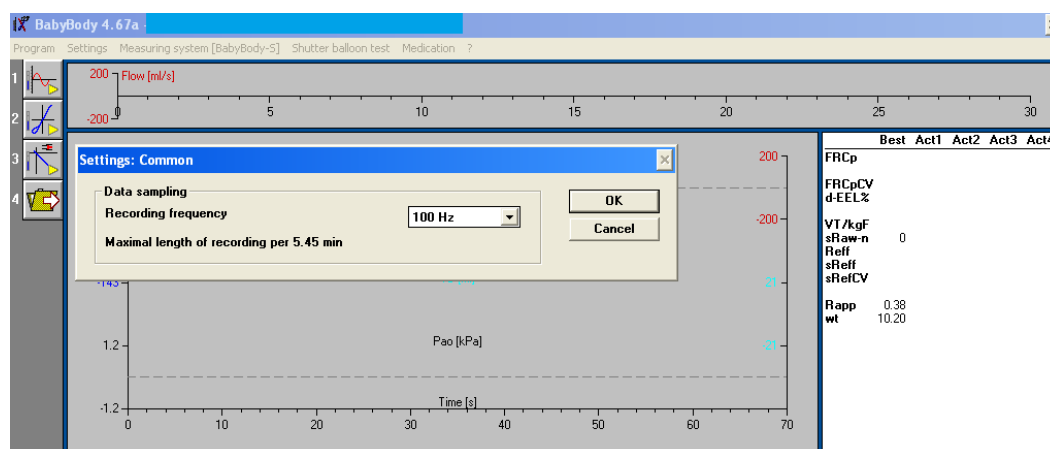 BabyBody 4.67a -
Program Settings Measuring system [BabyBody-S] Shutter balloon test Medication ?
1
2
3
4
200 Flow [ml/s]
-200
0 5 10 15 20 25 30
Settings: Common
Data sampling
Recording frequency 100 Hz
Maximal length of recording per 5.45 min
OK
Cancel
200
-200
-143 21
1.2 Pao [kPa] -21
-1.2 Time [s]
0 10 20 30 40 50 60 70
Best Act1 Act2 Act3 Act4
FRCp
FRCpCV
d-EEL%
VT/kgF
sRaw-n 0
Reff
sReff
sRefCV
Rapp 0.38
wt 10.20